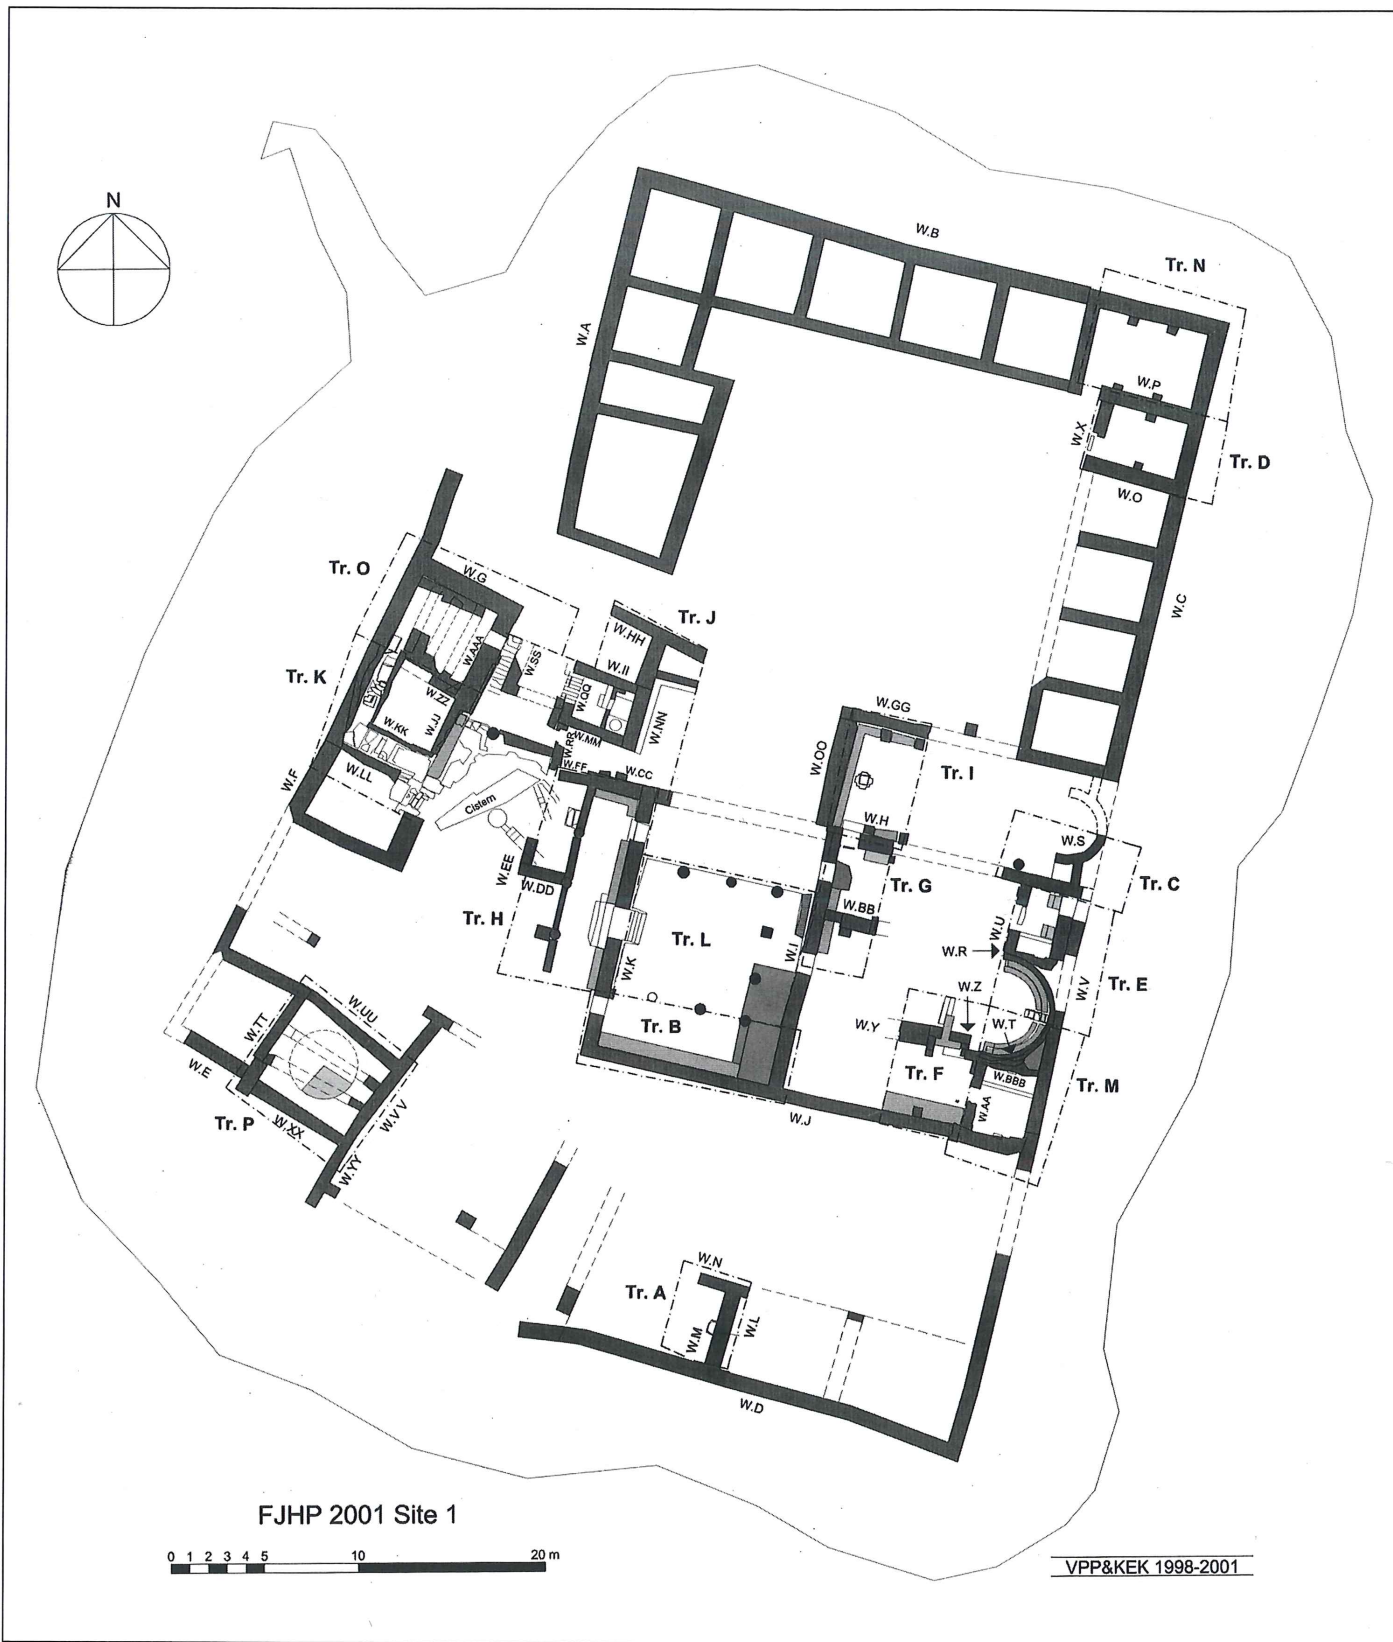 N
W.B
Tr. N
W.A
W.P
W.X
Tr. D
W.O
W.C
Tr. O
W.G
Tr. J
W.HH
W.II
W.SS
W.AAA
Tr. K
W.QQ
W.ZZ
W.NN
W.KK
W.JJ
W.GG
W.RR
W.MM
W.OO
Tr. I
W.FF
W.CC
W.LL
W.F
Cistern
W.H
W.S
W.EE
Tr. G
Tr. C
W.DD
W.BB
Tr. H
W.U
Tr. L
W.I
W.R
W.K
W.Z
W.V
Tr. E
W.UU
Tr. B
W.Y
W.T
W.TT
W.E
Tr. F
W.BBB
Tr. M
W.AA
Tr. P
W.XX
W.VV
W.J
W.YY
W.N
Tr. A
W.M
W.L
W.D
FJHP 2001 Site 1
0 1 2 3 4 5 10 20 m
VPP&KEK 1998-2001